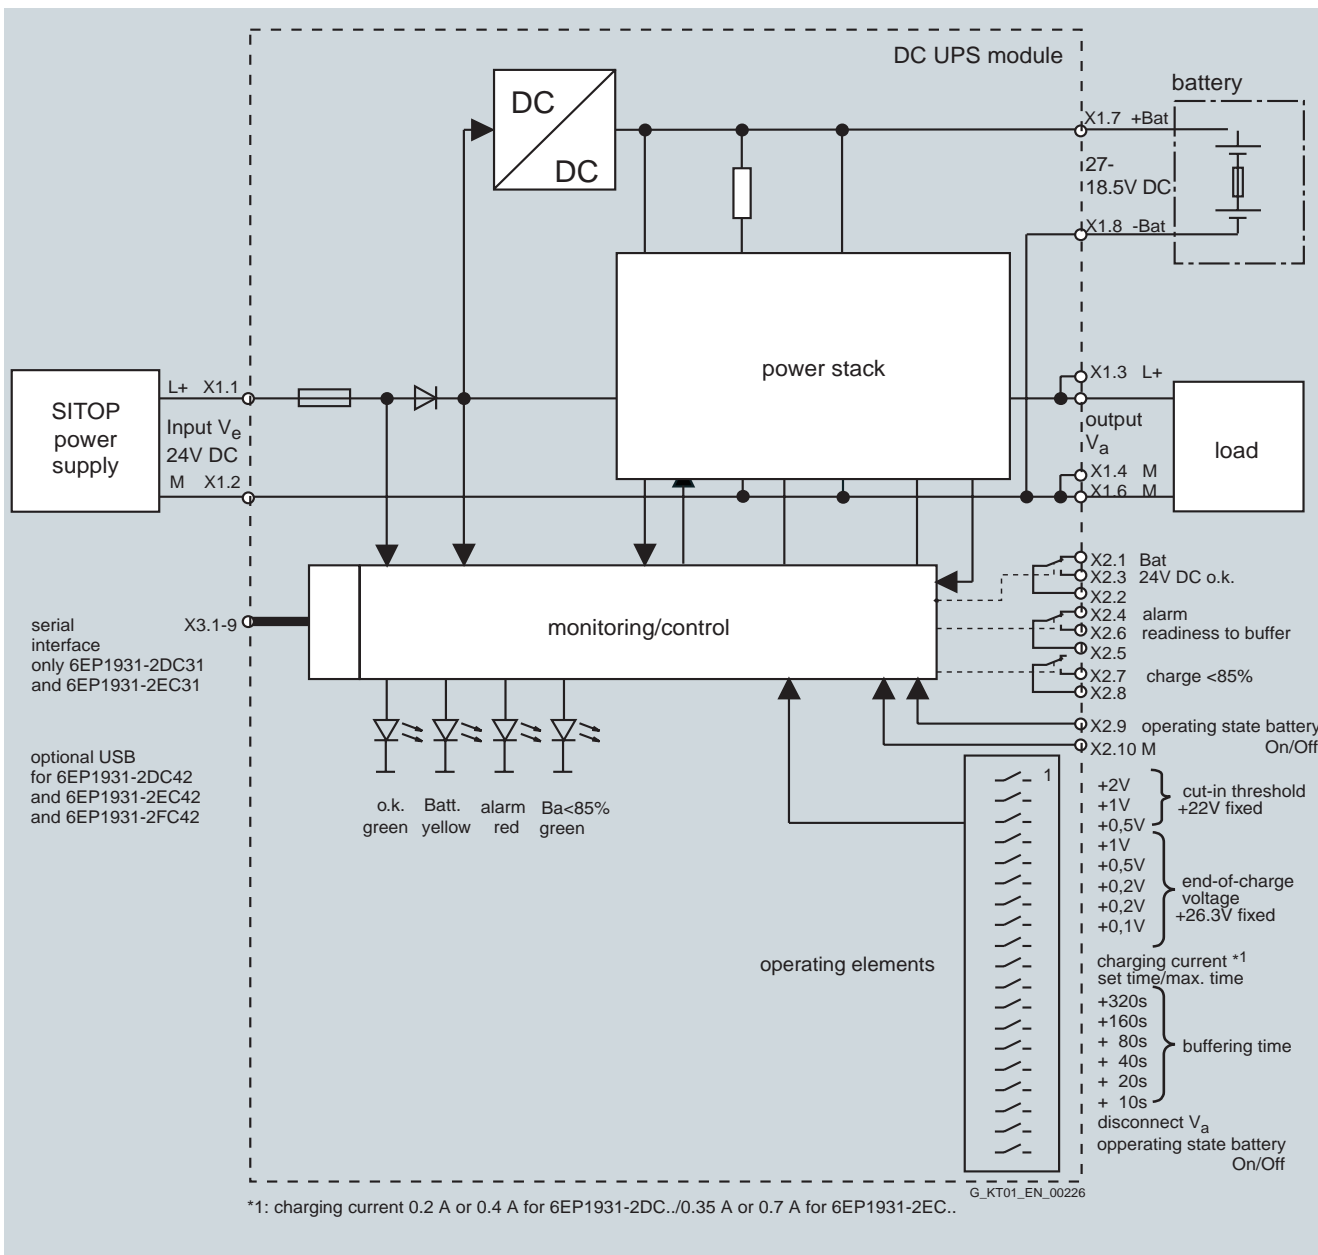 DC UPS module
battery
DC
DC
X1.7 +Bat
27-
18.5V DC
X1.8 -Bat
power stack
SITOP
power
supply
L+ X1.1
Input Ve
24V DC
M X1.2
X1.3 L+
output
Va
X1.4 M
X1.6 M
load
monitoring/control
X2.1 Bat
X2.3 24V DC o.k.
X2.2
X2.4 alarm
X2.6 readiness to buffer
X2.5
X2.7 charge <85%
X2.8
X2.9 operating state battery
On/Off
X2.10 M
serial
interface
only 6EP1931-2DC31
and 6EP1931-2EC31
X3.1-9
optional USB
for 6EP1931-2DC42
and 6EP1931-2EC42
and 6EP1931-2FC42
o.k.
green
Batt.
yellow
alarm
red
Ba<85%
green
operating elements
1
+2V
+1V
+0,5V
cut-in threshold
+22V fixed
+1V
+0,5V
+0,2V
+0,2V
+0,1V
end-of-charge
voltage
+26.3V fixed
charging current *1
set time/max. time
+320s
+160s
+ 80s
+ 40s
+ 20s
+ 10s
buffering time
disconnect Va
opperating state battery
On/Off
G_KT01_EN_00226
*1: charging current 0.2 A or 0.4 A for 6EP1931-2DC../0.35 A or 0.7 A for 6EP1931-2EC..